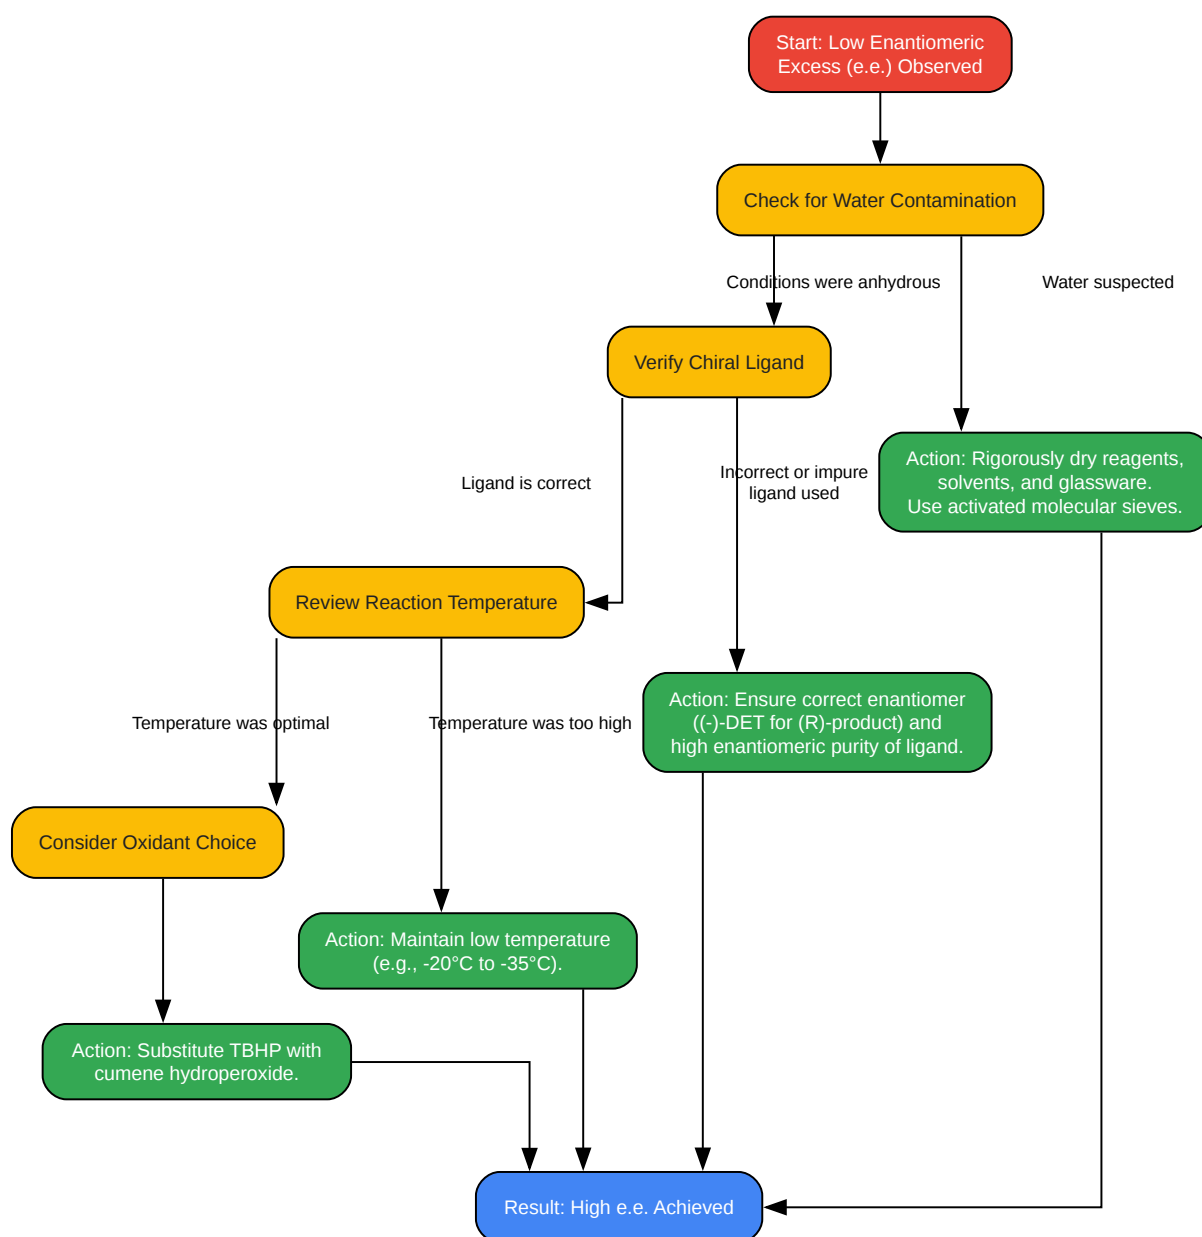 Start: Low Enantiomeric
Excess (e.e.) Observed
Check for Water Contamination
Conditions were anhydrous
Water suspected
Verify Chiral Ligand
Ligand is correct
Incorrect or impure
ligand used
Action: Rigorously dry reagents,
solvents, and glassware.
Use activated molecular sieves.
Review Reaction Temperature
Temperature was optimal
Temperature was too high
Action: Ensure correct enantiomer
((-)-DET for (R)-product) and
high enantiomeric purity of ligand.
Consider Oxidant Choice
Action: Maintain low temperature
(e.g., -20°C to -35°C).
Action: Substitute TBHP with
cumene hydroperoxide.
Result: High e.e. Achieved